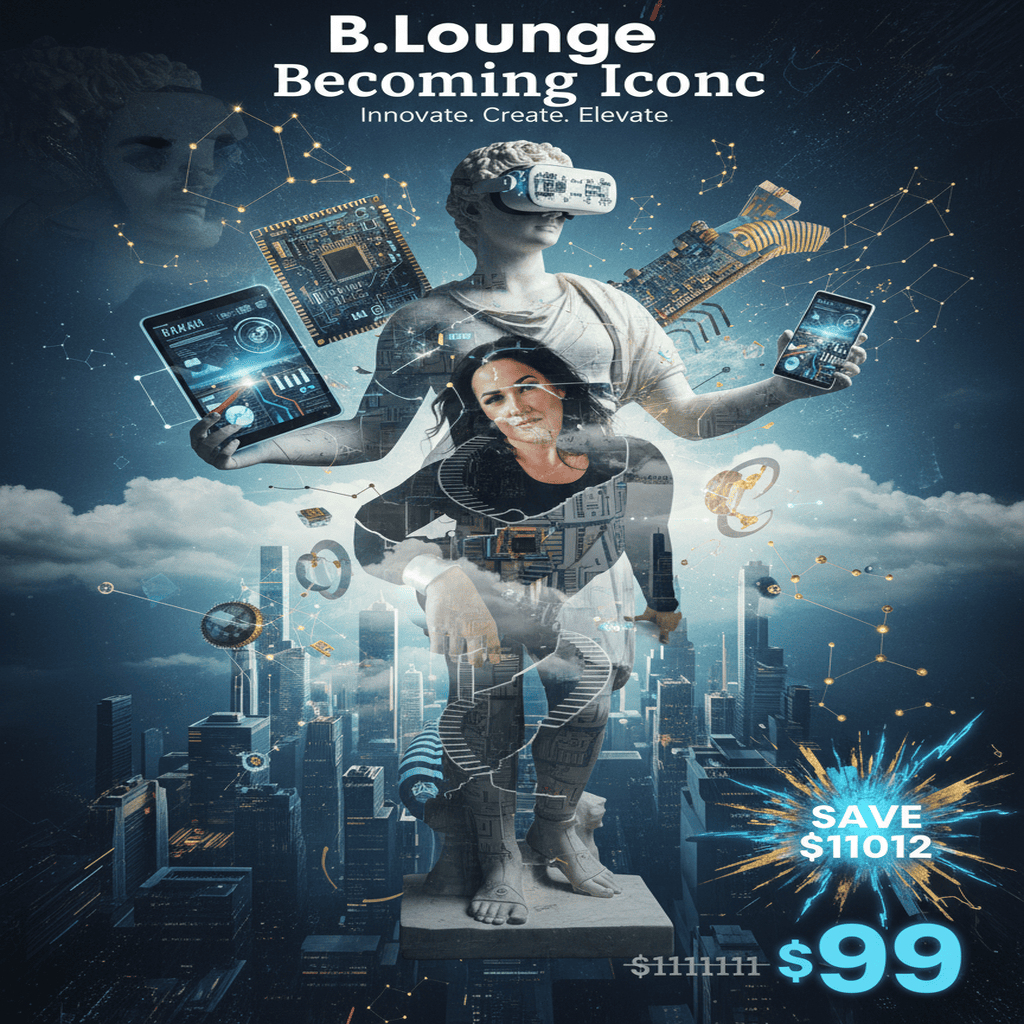 B.Lounge
Becoming Iconc
Innovate. Create. Elevate
SAVE
$11012
$1111111 $99